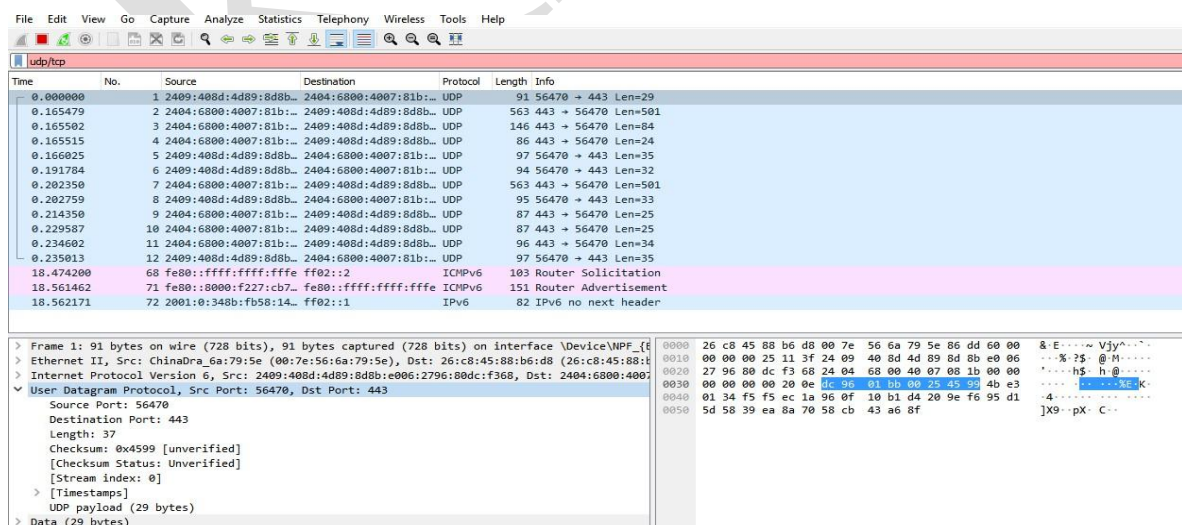 File Edit View Go Capture Analyze Statistics Telephony Wireless Tools Help
udp/tcp
Time No. Source Destination Protocol Length Info
0.000000 1 2409:408d:4d89:8d8b… 2404:6800:4007:81b:… UDP 91 56470 → 443 Len=29
0.165479 2 2404:6800:4007:81b:… 2409:408d:4d89:8d8b… UDP 563 443 → 56470 Len=501
0.165502 3 2404:6800:4007:81b:… 2409:408d:4d89:8d8b… UDP 146 443 → 56470 Len=84
0.165515 4 2404:6800:4007:81b:… 2409:408d:4d89:8d8b… UDP 86 443 → 56470 Len=24
0.166025 5 2409:408d:4d89:8d8b… 2404:6800:4007:81b:… UDP 97 56470 → 443 Len=35
0.191784 6 2409:408d:4d89:8d8b… 2404:6800:4007:81b:… UDP 94 56470 → 443 Len=32
0.202350 7 2404:6800:4007:81b:… 2409:408d:4d89:8d8b… UDP 563 443 → 56470 Len=501
0.202759 8 2409:408d:4d89:8d8b… 2404:6800:4007:81b:… UDP 95 56470 → 443 Len=33
0.214350 9 2404:6800:4007:81b:… 2409:408d:4d89:8d8b… UDP 87 443 → 56470 Len=25
0.229587 10 2404:6800:4007:81b:… 2409:408d:4d89:8d8b… UDP 87 443 → 56470 Len=25
0.234602 11 2404:6800:4007:81b:… 2409:408d:4d89:8d8b… UDP 96 443 → 56470 Len=34
0.235013 12 2409:408d:4d89:8d8b… 2404:6800:4007:81b:… UDP 97 56470 → 443 Len=35
18.474200 68 fe80::ffff:ffff:fffe ff02::2 ICMPv6 103 Router Solicitation
18.561462 71 fe80::8000:f227:cb7… fe80::ffff:ffff:fffe ICMPv6 151 Router Advertisement
18.562171 72 2001:0:348b:fb58:14… ff02::1 IPv6 82 IPv6 no next header
> Frame 1: 91 bytes on wire (728 bits), 91 bytes captured (728 bits) on interface \Device\NPF_{E
> Ethernet II, Src: ChinaDra_6a:79:5e (00:7e:56:6a:79:5e), Dst: 26:c8:45:88:b6:d8 (26:c8:45:88:b
> Internet Protocol Version 6, Src: 2409:408d:4d89:8d8b:e006:2796:80dc:f368, Dst: 2404:6800:4007
User Datagram Protocol, Src Port: 56470, Dst Port: 443
Source Port: 56470
Destination Port: 443
Length: 37
Checksum: 0x4599 [unverified]
[Checksum Status: Unverified]
[Stream index: 0]
> [Timestamps]
UDP payload (29 bytes)
> Data (29 bytes)
0000 26 c8 45 88 b6 d8 00 7e 56 6a 79 5e 86 dd 60 00 &·E····~ Vjy^··`·
0010 00 00 00 25 11 3f 24 09 40 8d 4d 89 8d 8b e0 06 ···%·?$· @·M·····
0020 27 96 80 dc f3 68 24 04 68 00 40 07 08 1b 00 00 '····h$· h·@·····
0030 00 00 00 00 20 0e dc 96 01 bb 00 25 45 99 4b e3 ···· ··· ···%E·K·
0040 01 34 f5 f5 ec 1a 96 0f 10 b1 d4 20 9e f6 95 d1 ·4······ ··· ····
0050 5d 58 39 ea 8a 70 58 cb 43 a6 8f ]X9··pX· C··